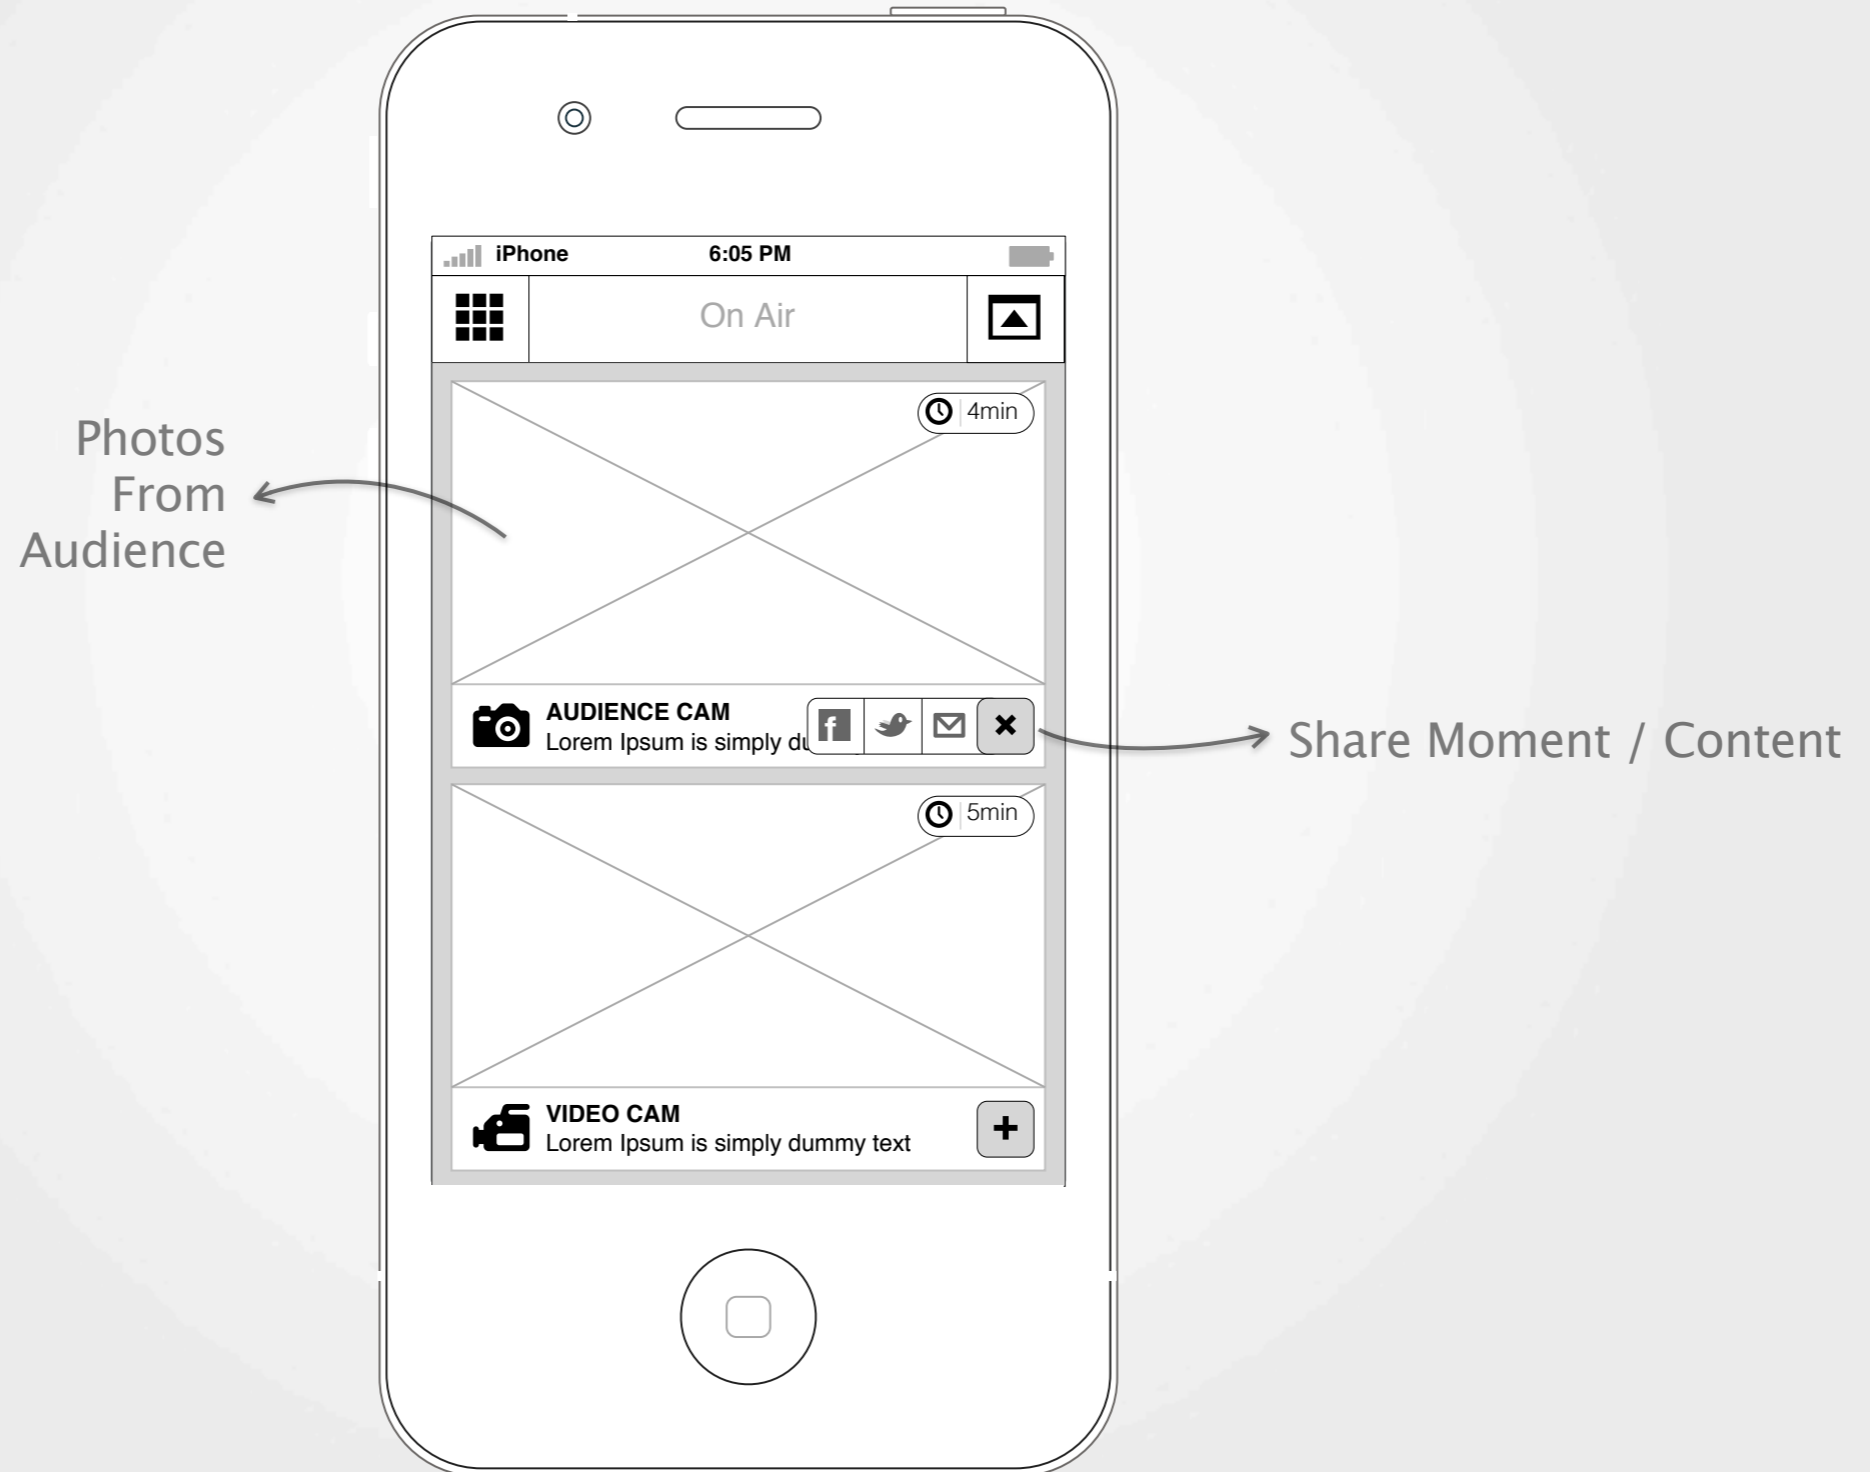 iPhone 6:05 PM
On Air
4min
Photos
From
Audience
AUDIENCE CAM
Lorem Ipsum is simply du
Share Moment / Content
5min
VIDEO CAM
Lorem Ipsum is simply dummy text